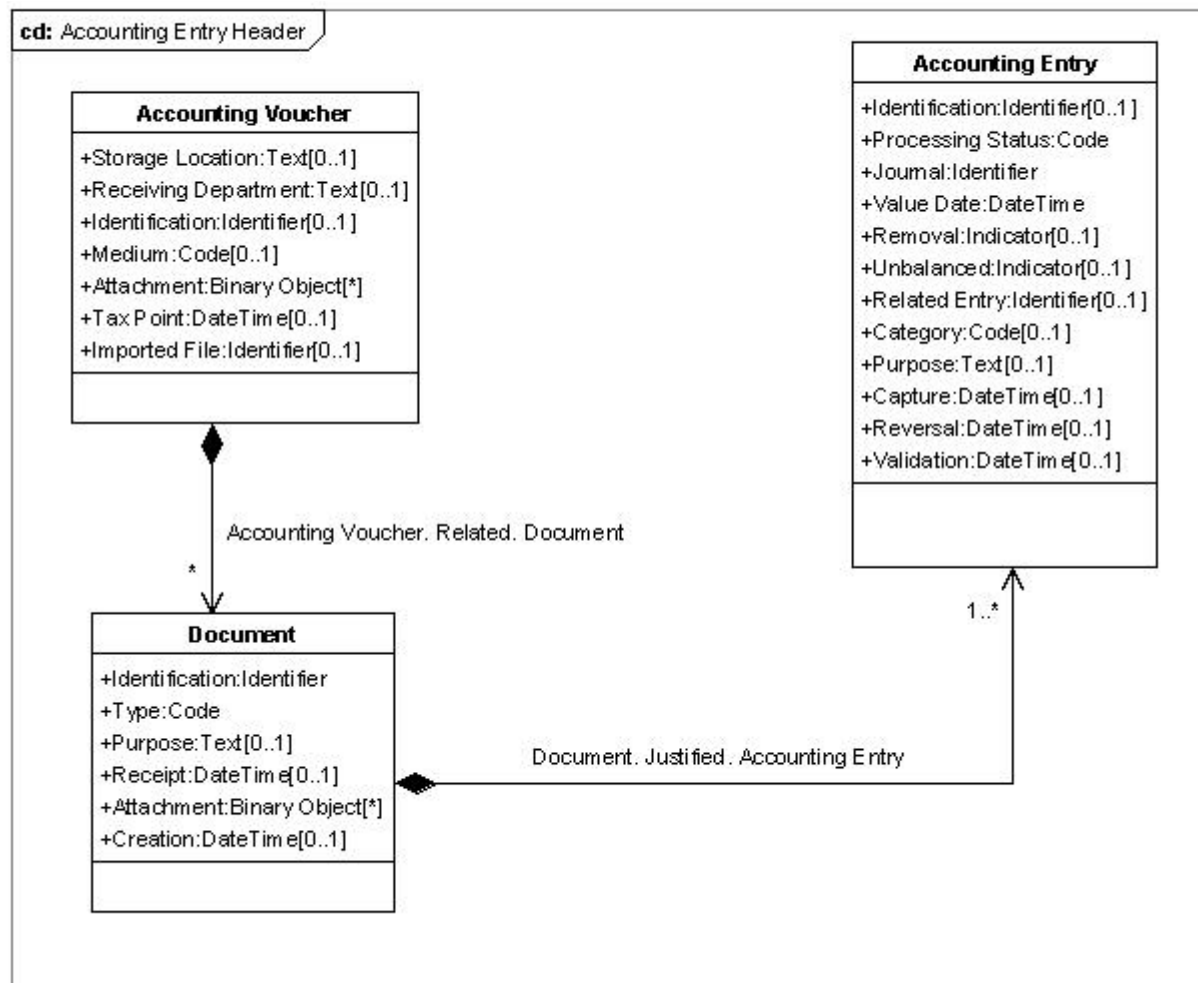 cd: Accounting Entry Header
Accounting Voucher
+Storage Location:Text[0..1]
+Receiving Department:Text[0..1]
+Identification:Identifier[0..1]
+Medium:Code[0..1]
+Attachment:Binary Object[*]
+Tax Point:DateTime[0..1]
+Imported File:Identifier[0..1]
Accounting Entry
+Identification:Identifier[0..1]
+Processing Status:Code
+Journal:Identifier
+Value Date:DateTime
+Removal:Indicator[0..1]
+Unbalanced:Indicator[0..1]
+Related Entry:Identifier[0..1]
+Category:Code[0..1]
+Purpose:Text[0..1]
+Capture:DateTime[0..1]
+Reversal:DateTime[0..1]
+Validation:DateTime[0..1]
Accounting Voucher. Related. Document
*
1..*
Document
+Identification:Identifier
+Type:Code
+Purpose:Text[0..1]
+Receipt:DateTime[0..1]
+Attachment:Binary Object[*]
+Creation:DateTime[0..1]
Document. Justified. Accounting Entry